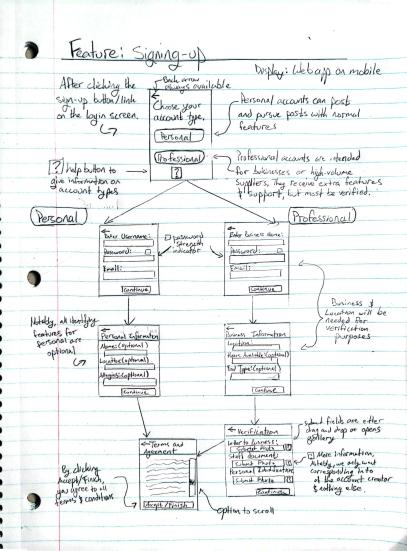 Feature: Signing-up
Display: Web app on mobile
After clicking the
sign-up button/link
on the login screen.
Back arrow
always available
Choose your
account type.
Personal
Professional
?
Personal accounts can post
and pursue posts with normal
features
? help button to
give information on
account types
Professional accounts are intended
for businesses or high-volume
suppliers. They receive extra features
& support, but must be verified.
Personal
Professional
Enter Username:
Password:
Email:
Continue
password
strength
indicator
Enter business name:
Password:
Email:
Continue
Business &
Location will be
needed for
verification
purposes
Notably, all identifying
features for
personal are
optional
Personal Information
Name: (optional)
Location: (optional)
(optional)
Continue
Business Information
Location:
Hours Available: (optional)
Type: (optional)
Continue
Terms and
Agreement
Accept/Finish
By clicking
Accept/Finish,
you agree to all
terms & conditions
option to scroll
Verification
Letter to business:
Submit Photo
document:
Submit Photo
Personal Identification
Submit Photo
Continue
submit fields are either
drag and drop or opens
gallery
? More information,
Notably, we only want
corresponding info
of the account creator
& nothing else.